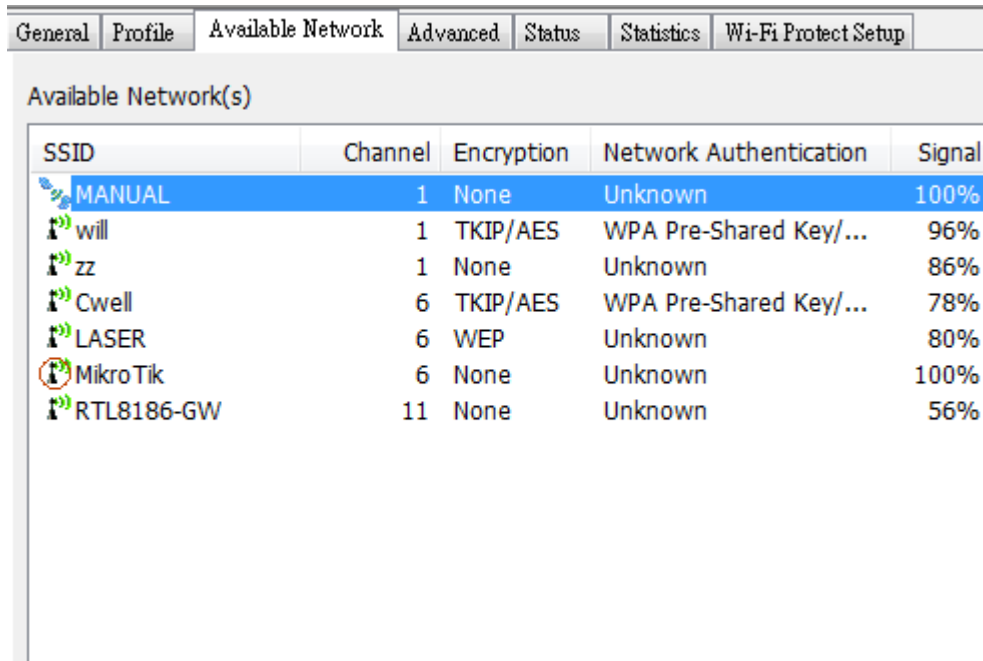 General Profile Available Network Advanced Status Statistics Wi-Fi Protect Setup
Available Network(s)
SSID Channel Encryption Network Authentication Signal
MANUAL 1 None Unknown 100%
will 1 TKIP/AES WPA Pre-Shared Key/... 96%
zz 1 None Unknown 86%
Cwell 6 TKIP/AES WPA Pre-Shared Key/... 78%
LASER 6 WEP Unknown 80%
MikroTik 6 None Unknown 100%
RTL8186-GW 11 None Unknown 56%